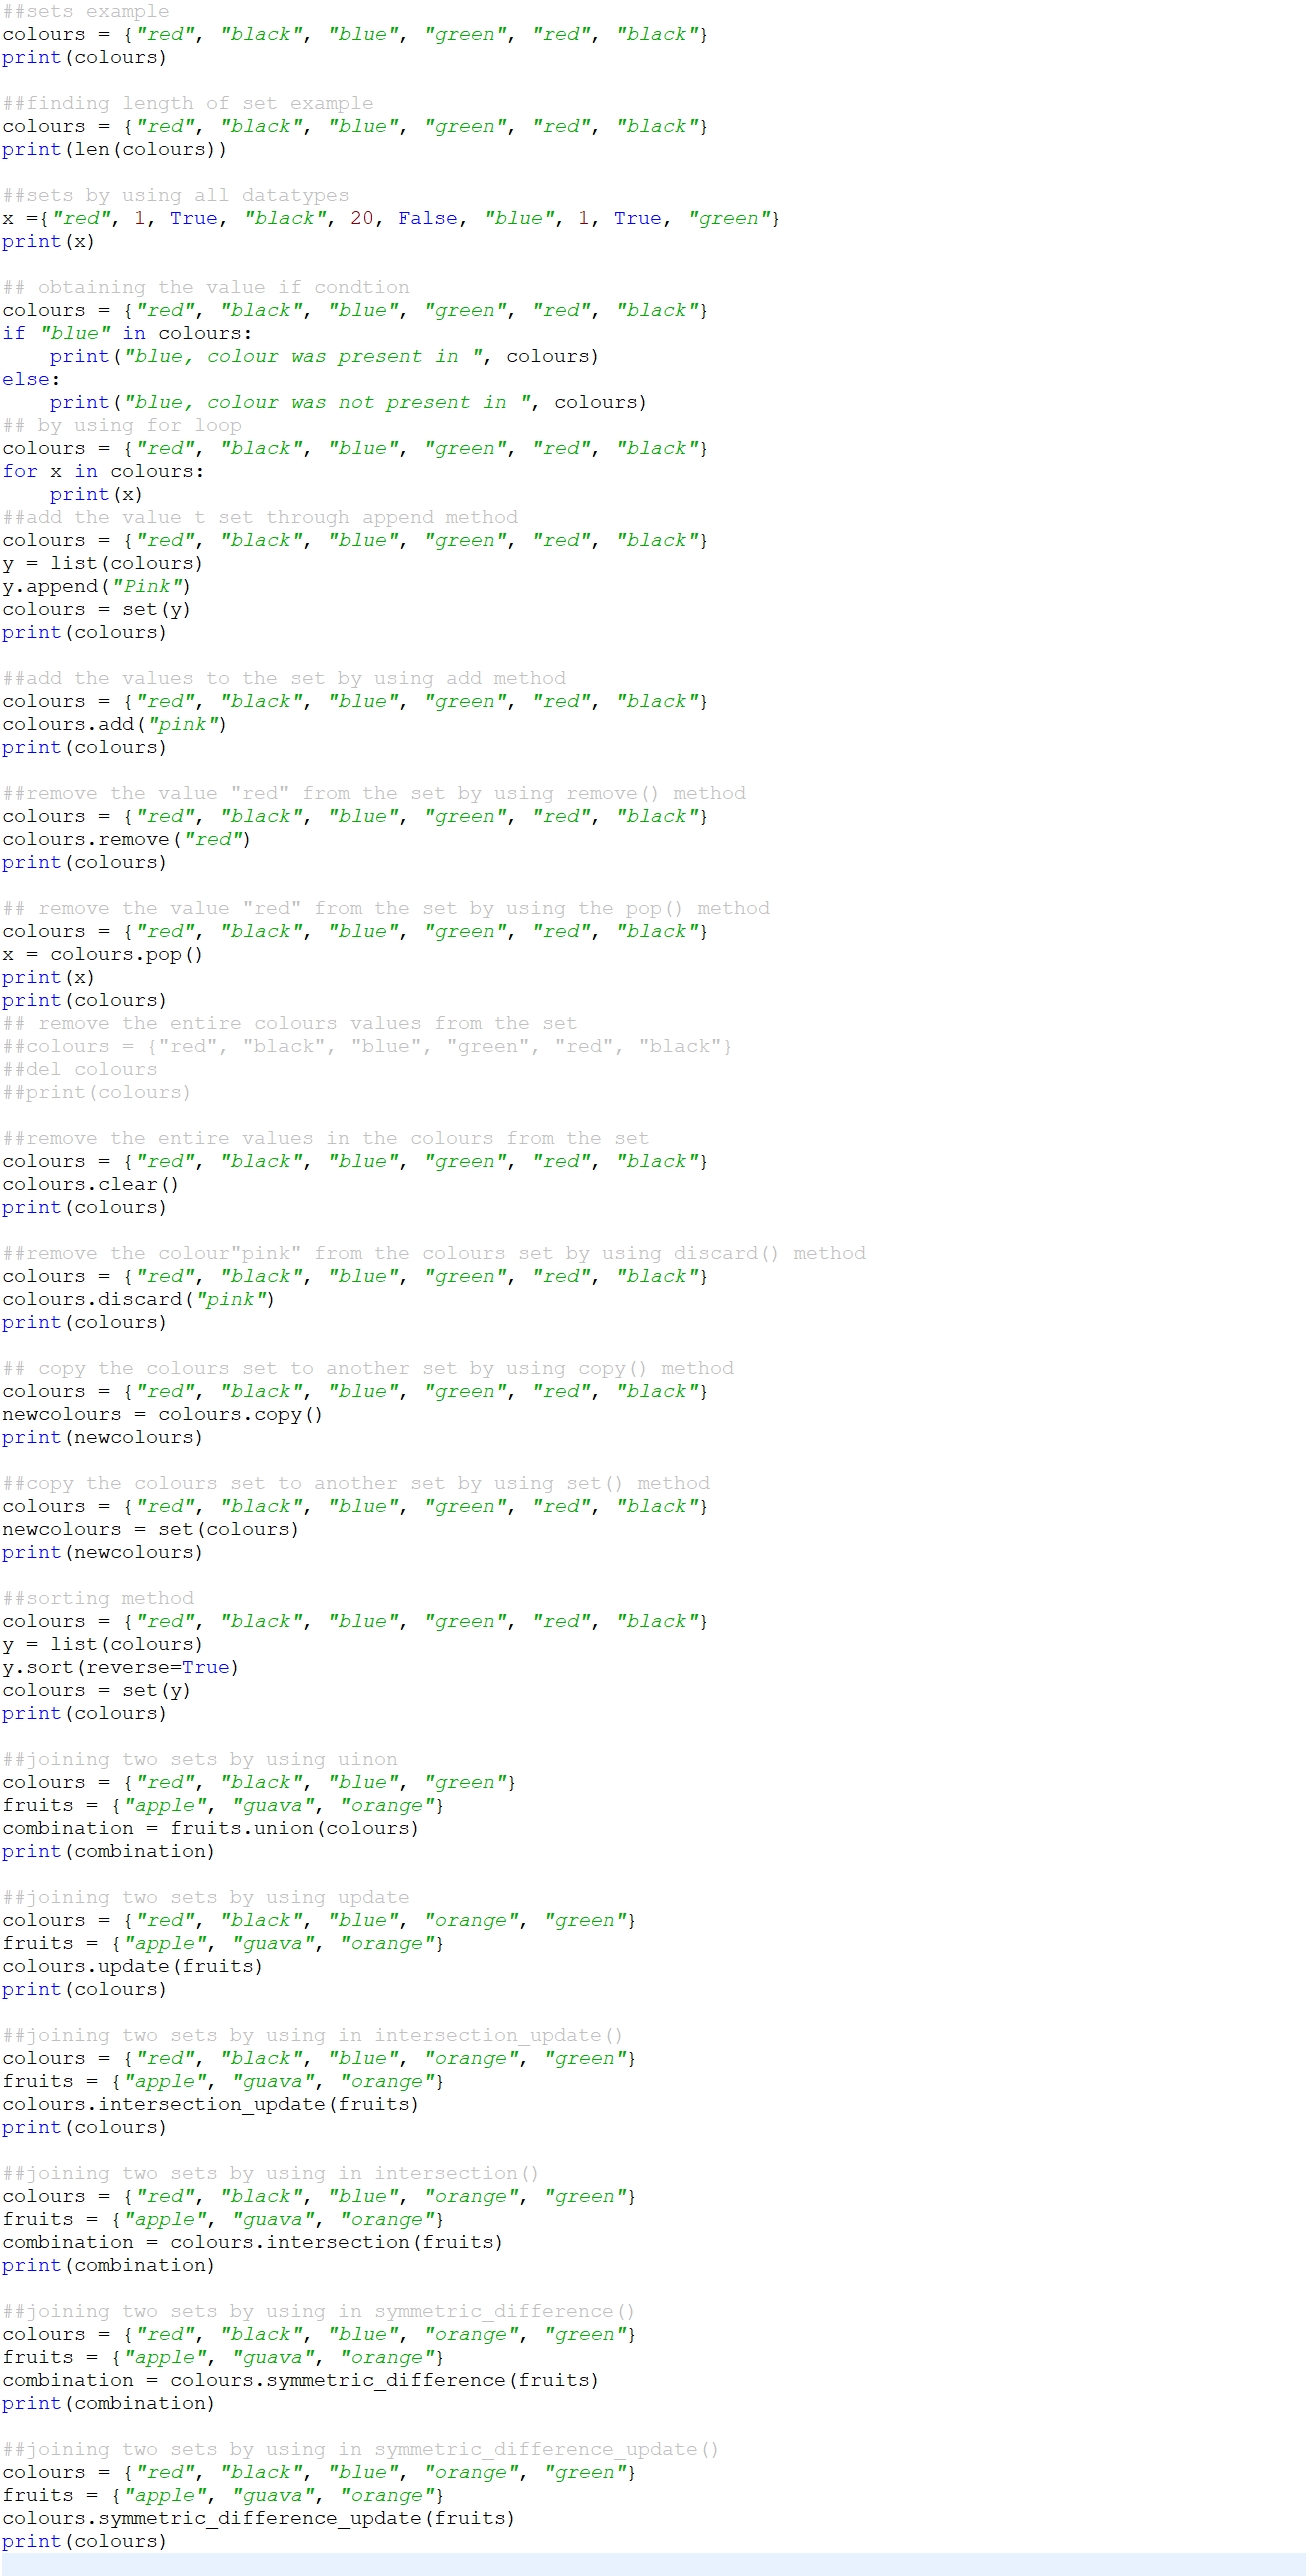 ##sets example
colours = {"red", "black", "blue", "green", "red", "black"}
print(colours)

##finding length of set example
colours = {"red", "black", "blue", "green", "red", "black"}
print(len(colours))

##sets by using all datatypes
x ={"red", 1, True, "black", 20, False, "blue", 1, True, "green"}
print(x)

## obtaining the value if condtion
colours = {"red", "black", "blue", "green", "red", "black"}
if "blue" in colours:
    print("blue, colour was present in ", colours)
else:
    print("blue, colour was not present in ", colours)
## by using for loop
colours = {"red", "black", "blue", "green", "red", "black"}
for x in colours:
    print(x)
##add the value t set through append method
colours = {"red", "black", "blue", "green", "red", "black"}
y = list(colours)
y.append("Pink")
colours = set(y)
print(colours)

##add the values to the set by using add method
colours = {"red", "black", "blue", "green", "red", "black"}
colours.add("pink")
print(colours)

##remove the value "red" from the set by using remove() method
colours = {"red", "black", "blue", "green", "red", "black"}
colours.remove("red")
print(colours)

## remove the value "red" from the set by using the pop() method
colours = {"red", "black", "blue", "green", "red", "black"}
x = colours.pop()
print(x)
print(colours)
## remove the entire colours values from the set
##colours = {"red", "black", "blue", "green", "red", "black"}
##del colours
##print(colours)

##remove the entire values in the colours from the set
colours = {"red", "black", "blue", "green", "red", "black"}
colours.clear()
print(colours)

##remove the colour"pink" from the colours set by using discard() method
colours = {"red", "black", "blue", "green", "red", "black"}
colours.discard("pink")
print(colours)

## copy the colours set to another set by using copy() method
colours = {"red", "black", "blue", "green", "red", "black"}
newcolours = colours.copy()
print(newcolours)

##copy the colours set to another set by using set() method
colours = {"red", "black", "blue", "green", "red", "black"}
newcolours = set(colours)
print(newcolours)

##sorting method
colours = {"red", "black", "blue", "green", "red", "black"}
y = list(colours)
y.sort(reverse=True)
colours = set(y)
print(colours)

##joining two sets by using uinon
colours = {"red", "black", "blue", "green"}
fruits = {"apple", "guava", "orange"}
combination = fruits.union(colours)
print(combination)

##joining two sets by using update
colours = {"red", "black", "blue", "orange", "green"}
fruits = {"apple", "guava", "orange"}
colours.update(fruits)
print(colours)

##joining two sets by using in intersection_update()
colours = {"red", "black", "blue", "orange", "green"}
fruits = {"apple", "guava", "orange"}
colours.intersection_update(fruits)
print(colours)

##joining two sets by using in intersection()
colours = {"red", "black", "blue", "orange", "green"}
fruits = {"apple", "guava", "orange"}
combination = colours.intersection(fruits)
print(combination)

##joining two sets by using in symmetric_difference()
colours = {"red", "black", "blue", "orange", "green"}
fruits = {"apple", "guava", "orange"}
combination = colours.symmetric_difference(fruits)
print(combination)

##joining two sets by using in symmetric_difference_update()
colours = {"red", "black", "blue", "orange", "green"}
fruits = {"apple", "guava", "orange"}
colours.symmetric_difference_update(fruits)
print(colours)